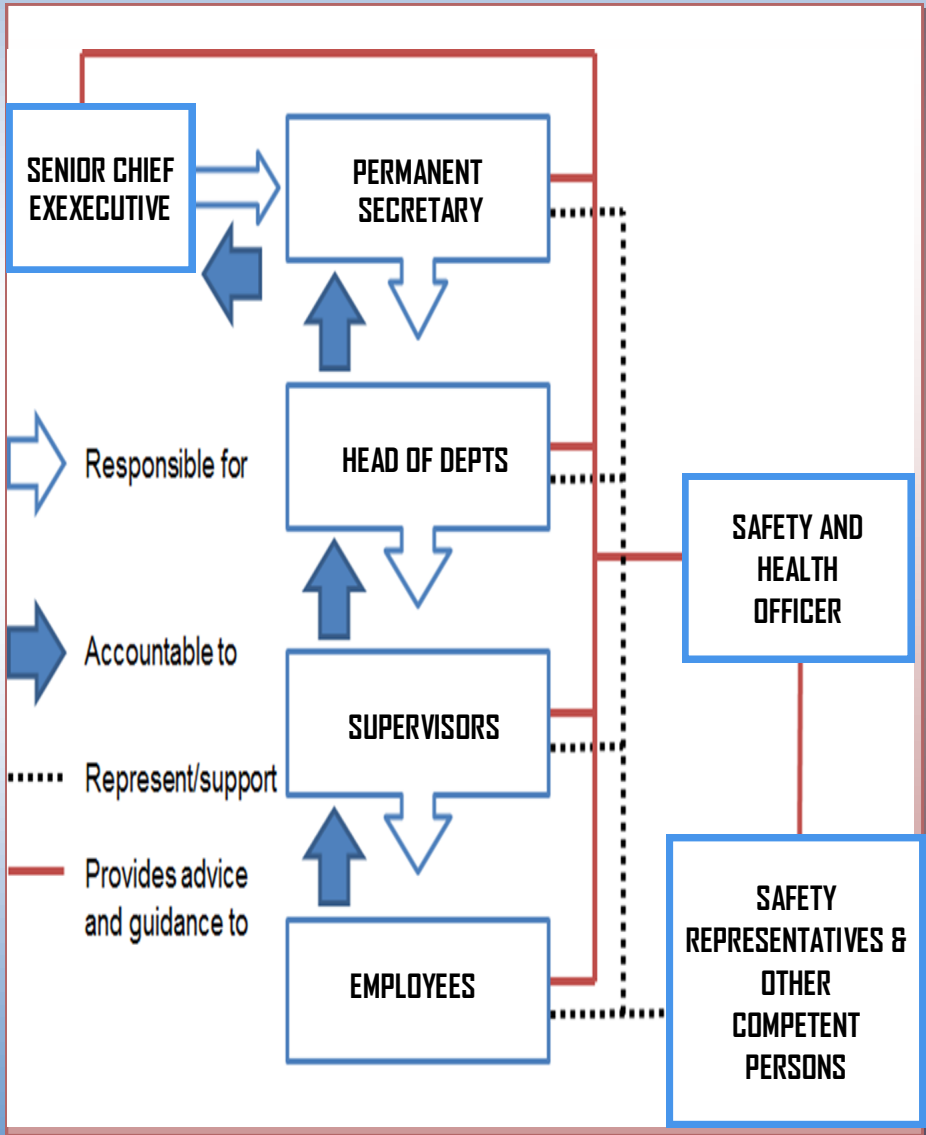 SENIOR CHIEF
EXEXECUTIVE
PERMANENT
SECRETARY
Responsible for
HEAD OF DEPTS
SAFETY AND
HEALTH
OFFICER
Accountable to
SUPERVISORS
Represent/support
Provides advice
and guidance to
EMPLOYEES
SAFETY
REPRESENTATIVES &
OTHER
COMPETENT
PERSONS